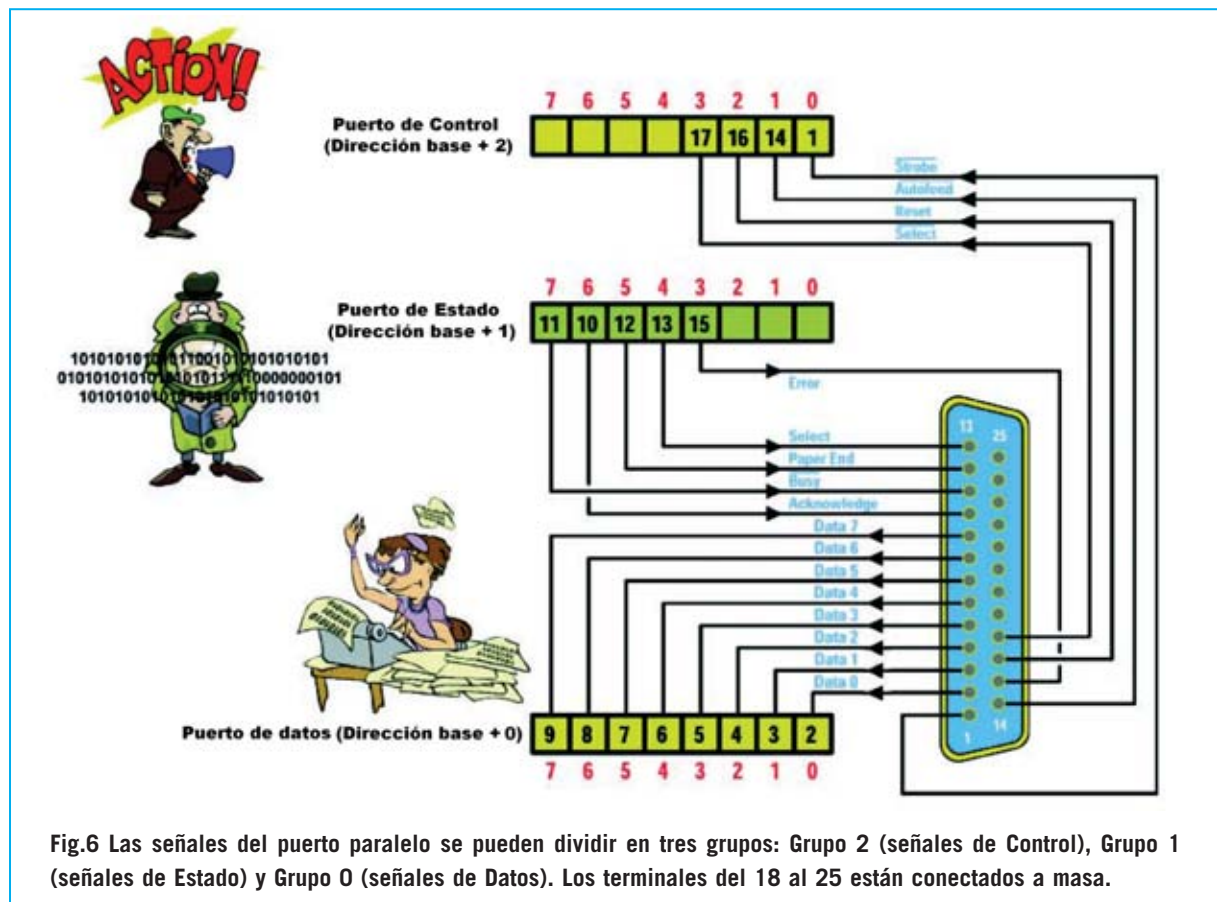 ACTION!
7 6 5 4 3 2 1 0
Puerto de Control
(Dirección base + 2)
17 16 14 1
Strobe
Autofeed
Reset
Select
7 6 5 4 3 2 1 0
Puerto de Estado
(Dirección base + 1)
11 10 12 13 15
Error
13 25
Select
Paper End
Busy
Acknowledge
Data 7
Data 6
Data 5
Data 4
Data 3
Data 2
Data 1
Data 0
1 14
Puerto de datos (Dirección base + 0)
9 8 7 6 5 4 3 2
7 6 5 4 3 2 1 0
Fig.6 Las señales del puerto paralelo se pueden dividir en tres grupos: Grupo 2 (señales de Control), Grupo 1
(señales de Estado) y Grupo 0 (señales de Datos). Los terminales del 18 al 25 están conectados a masa.